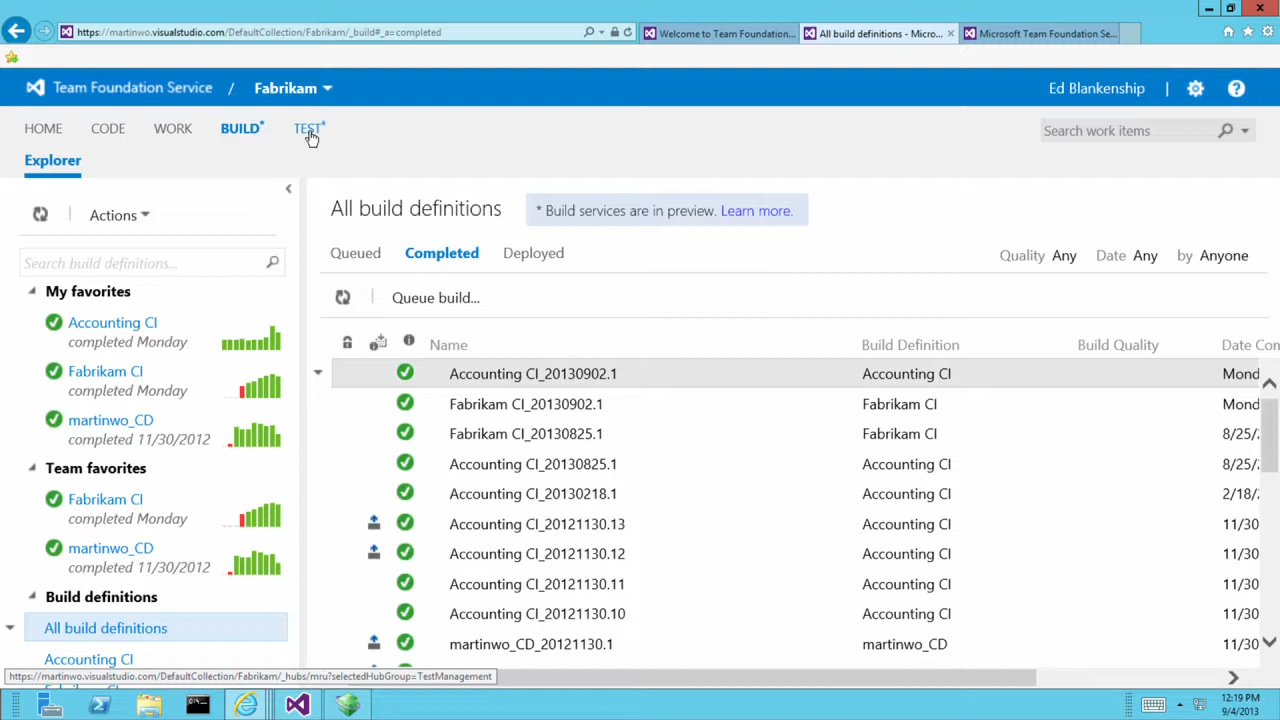 https://martinwo.visualstudio.com/DefaultCollection/Fabrikam/_build#_a=completed
Welcome to Team Foundation...
All build definitions - Micro...
Microsoft Team Foundation Se...
Team Foundation Service / Fabrikam
Ed Blankenship
HOME CODE WORK BUILD* TEST*
Search work items
Explorer
Actions
Search build definitions...
My favorites
Accounting CI
completed Monday
Fabrikam CI
completed Monday
martinwo_CD
completed 11/30/2012
Team favorites
Fabrikam CI
completed Monday
martinwo_CD
completed 11/30/2012
Build definitions
All build definitions
Accounting CI
All build definitions
* Build services are in preview. Learn more.
Queued Completed Deployed
Quality Any Date Any by Anyone
Queue build...
Name Build Definition Build Quality Date Con
Accounting CI_20130902.1 Accounting CI Mond
Fabrikam CI_20130902.1 Fabrikam CI Mond
Fabrikam CI_20130825.1 Fabrikam CI 8/25/
Accounting CI_20130825.1 Accounting CI 8/25/
Accounting CI_20130218.1 Accounting CI 2/18/
Accounting CI_20121130.13 Accounting CI 11/30
Accounting CI_20121130.12 Accounting CI 11/30
Accounting CI_20121130.11 Accounting CI 11/30
Accounting CI_20121130.10 Accounting CI 11/30
martinwo_CD_20121130.1 martinwo_CD 11/30
https://martinwo.visualstudio.com/DefaultCollection/Fabrikam/_hubs/mru?selectedHubGroup=TestManagement
12:19 PM
9/4/2013